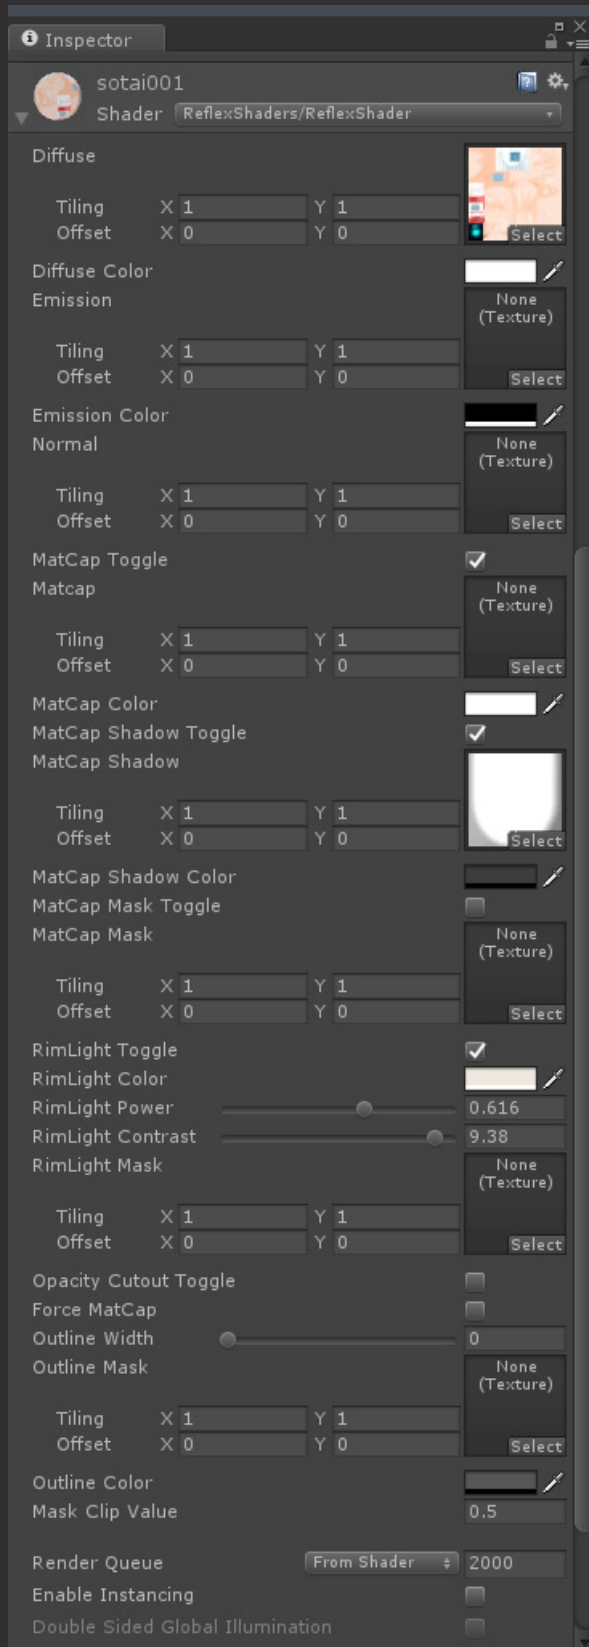 Inspector
sotai001
Shader ReflexShaders/ReflexShader
Diffuse
Tiling X 1 Y 1
Offset X 0 Y 0
Select
Diffuse Color
Emission
None
(Texture)
Tiling X 1 Y 1
Offset X 0 Y 0
Select
Emission Color
Normal
None
(Texture)
Tiling X 1 Y 1
Offset X 0 Y 0
Select
MatCap Toggle
Matcap
None
(Texture)
Tiling X 1 Y 1
Offset X 0 Y 0
Select
MatCap Color
MatCap Shadow Toggle
MatCap Shadow
Tiling X 1 Y 1
Offset X 0 Y 0
Select
MatCap Shadow Color
MatCap Mask Toggle
MatCap Mask
None
(Texture)
Tiling X 1 Y 1
Offset X 0 Y 0
Select
RimLight Toggle
RimLight Color
RimLight Power 0.616
RimLight Contrast 9.38
RimLight Mask
None
(Texture)
Tiling X 1 Y 1
Offset X 0 Y 0
Select
Opacity Cutout Toggle
Force MatCap
Outline Width 0
Outline Mask
None
(Texture)
Tiling X 1 Y 1
Offset X 0 Y 0
Select
Outline Color
Mask Clip Value 0.5
Render Queue From Shader 2000
Enable Instancing
Double Sided Global Illumination